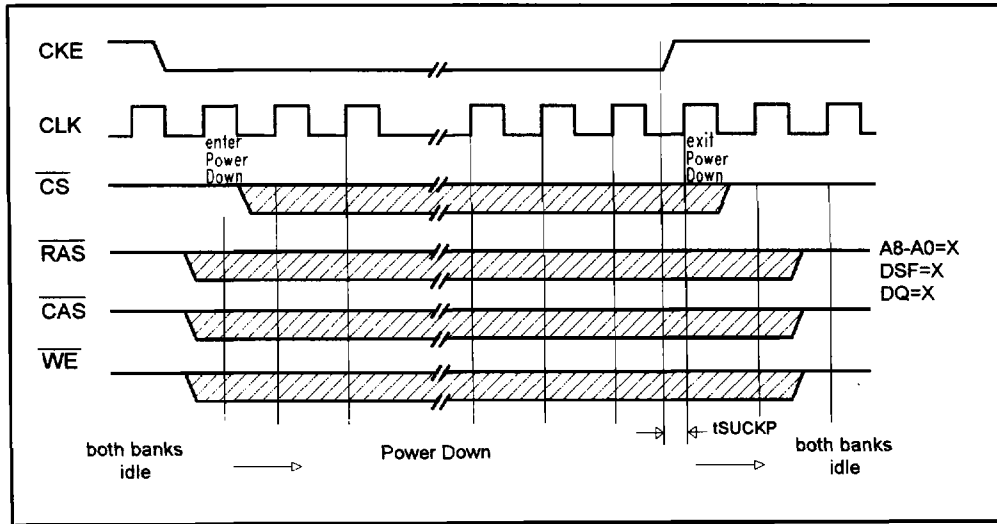 CKE
CLK
enter
Power
Down
exit
Power
Down
CS
RAS
A8-A0=X
DSF=X
DQ=X
CAS
WE
tSUCKP
both banks
idle
Power Down
both banks
idle